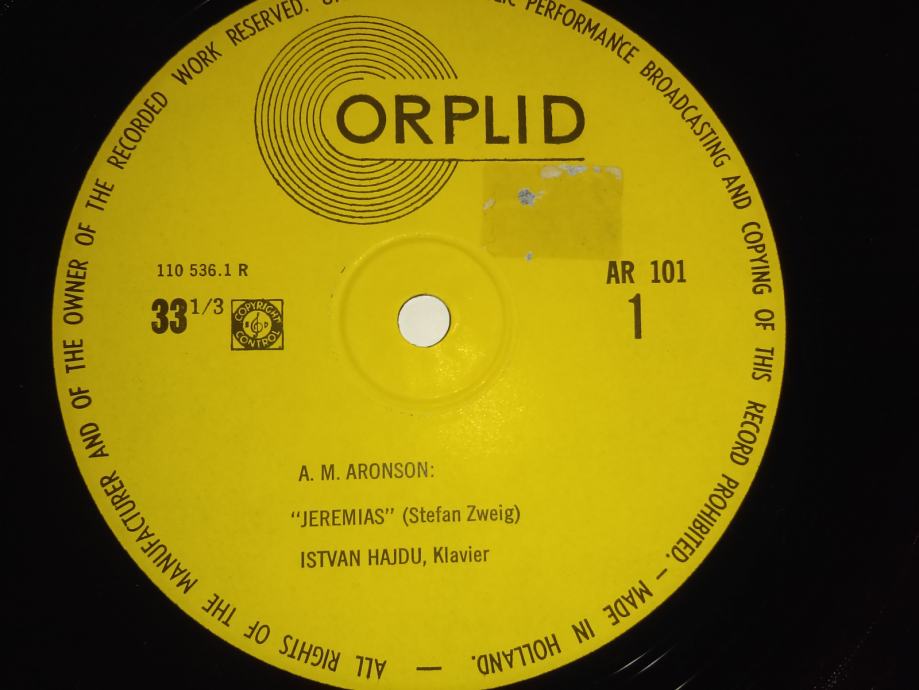 ALL RIGHTS OF THE MANUFACTURER AND OF THE OWNER OF THE RECORDED WORK RESERVED. PERFORMANCE BROADCASTING AND COPYING OF THIS RECORD PROHIBITED. – MADE IN HOLLAND. –
ORPLID
110 536.1 R
AR 101
33 1/3
COPYRIGHT CONTROL
1
A. M. ARONSON:
"JEREMIAS" (Stefan Zweig)
ISTVAN HAJDU, Klavier